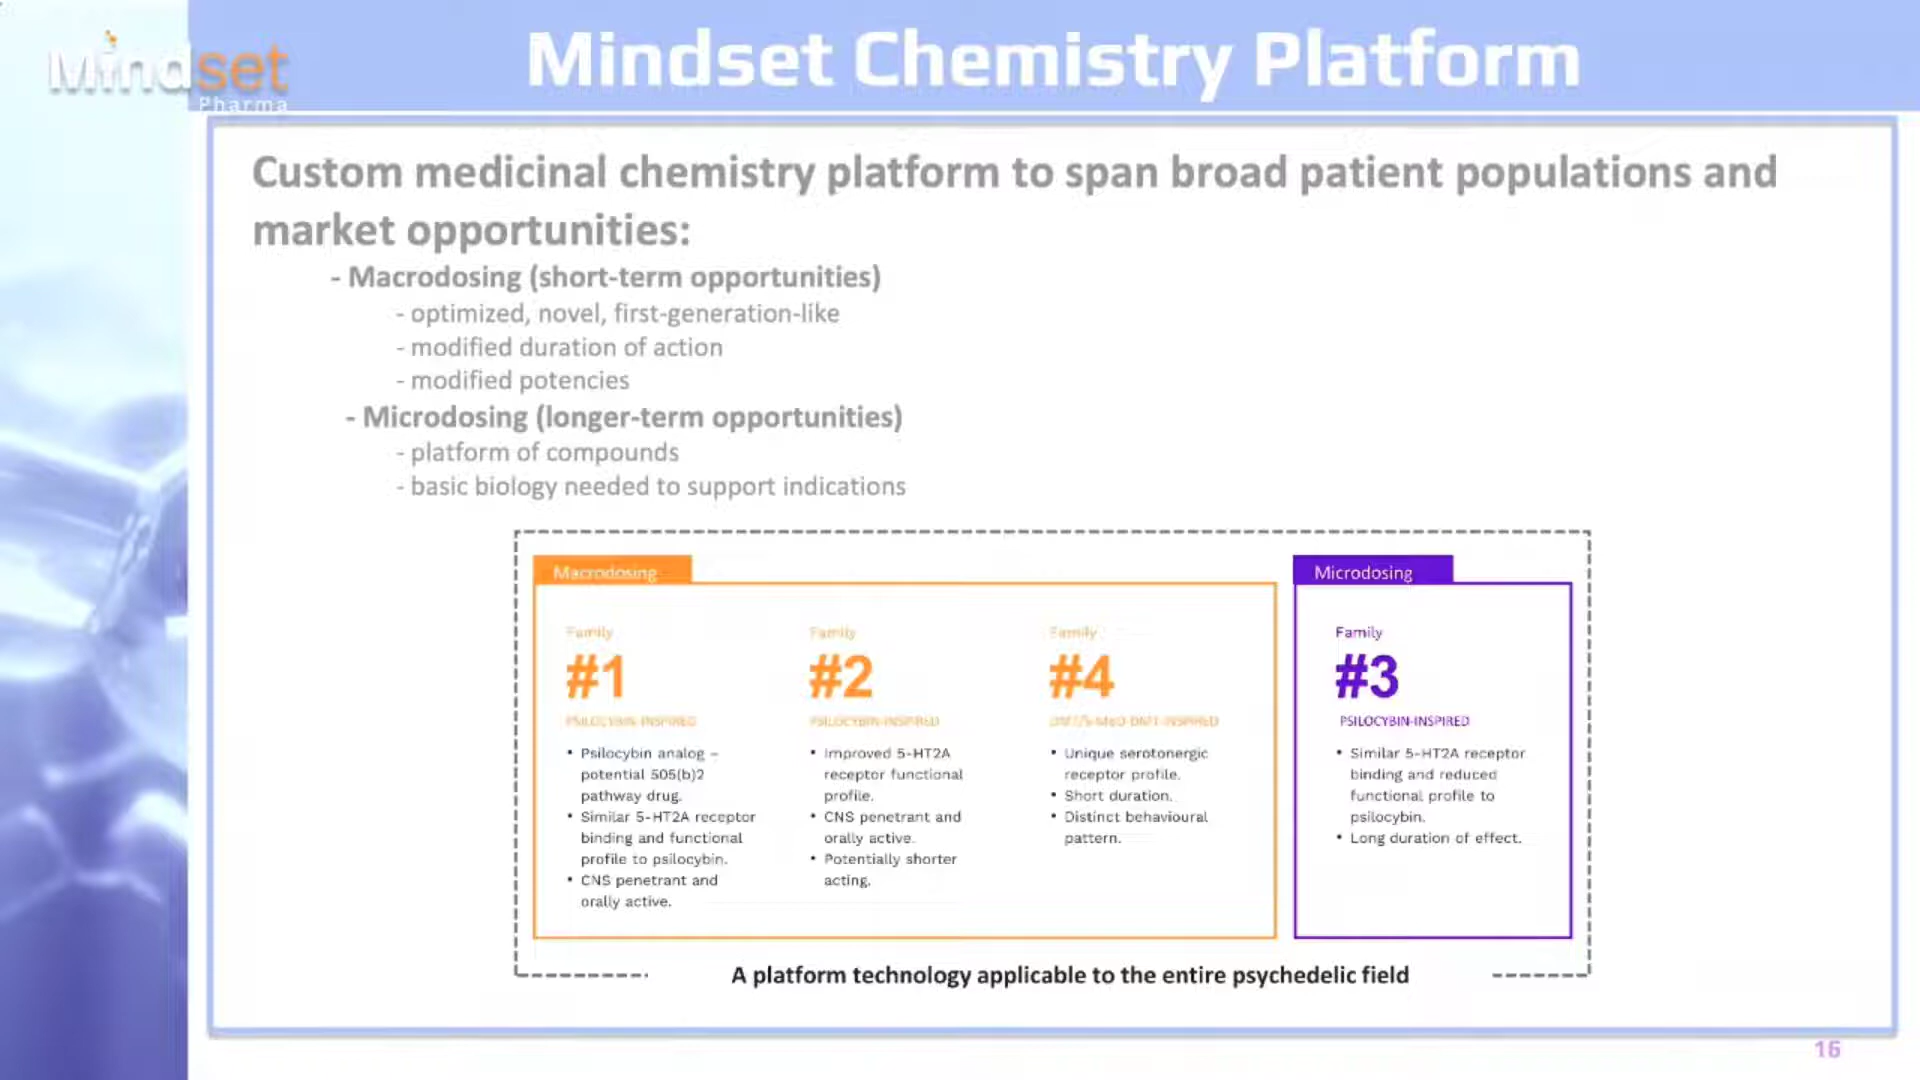 Mindset
Pharma
Mindset Chemistry Platform
Custom medicinal chemistry platform to span broad patient populations and
market opportunities:
- Macrodosing (short-term opportunities)
- optimized, novel, first-generation-like
- modified duration of action
- modified potencies
- Microdosing (longer-term opportunities)
- platform of compounds
- basic biology needed to support indications
Macrodosing
Family
#1
PSILOCYBIN-INSPIRED
• Psilocybin analog –
potential 505(b)2
pathway drug.
• Similar 5-HT2A receptor
binding and functional
profile to psilocybin.
• CNS penetrant and
orally active.
Family
#2
PSILOCYBIN-INSPIRED
• Improved 5-HT2A
receptor functional
profile.
• CNS penetrant and
orally active.
• Potentially shorter
acting.
Family
#4
DMT/5-MeO DMT-INSPIRED
• Unique serotonergic
receptor profile.
• Short duration.
• Distinct behavioural
pattern.
Microdosing
Family
#3
PSILOCYBIN-INSPIRED
• Similar 5-HT2A receptor
binding and reduced
functional profile to
psilocybin.
• Long duration of effect.
A platform technology applicable to the entire psychedelic field
16